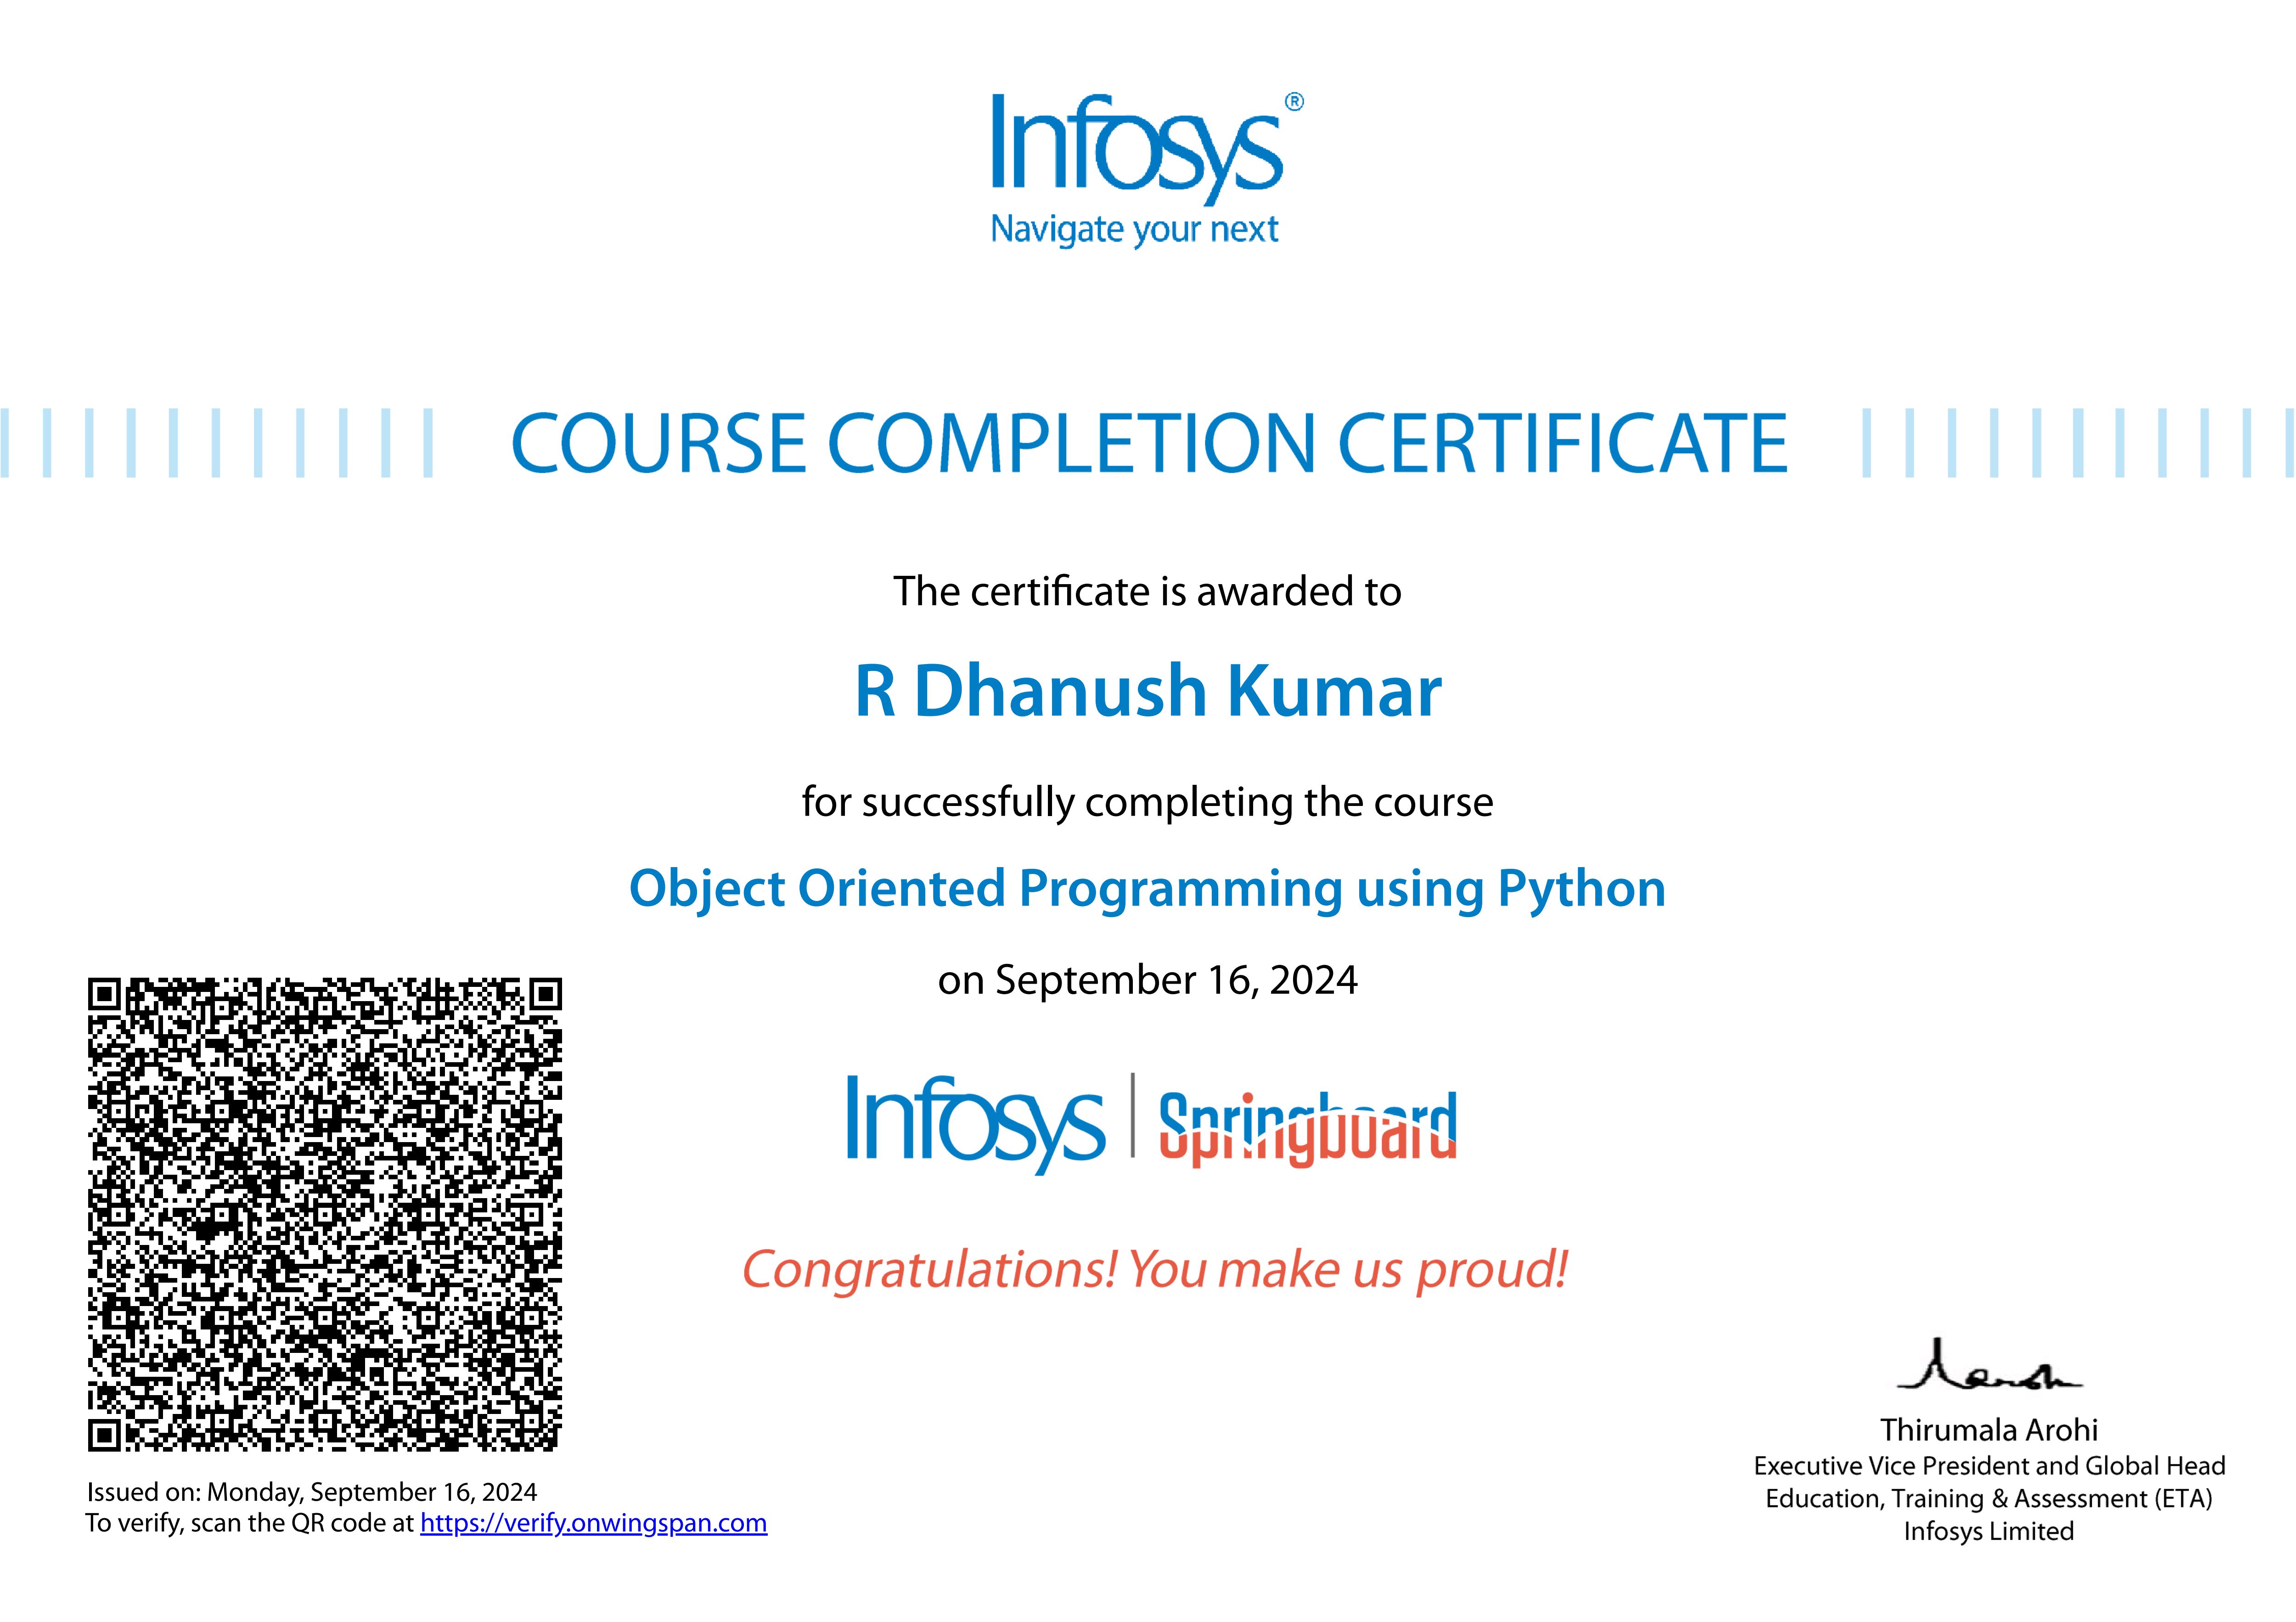 Infosys®
Navigate your next
COURSE COMPLETION CERTIFICATE
The certificate is awarded to
R Dhanush Kumar
for successfully completing the course
Object Oriented Programming using Python
on September 16, 2024
Infosys | Springboard
Congratulations! You make us proud!
Issued on: Monday, September 16, 2024
To verify, scan the QR code at https://verify.onwingspan.com
Thirumala Arohi
Executive Vice President and Global Head
Education, Training & Assessment (ETA)
Infosys Limited